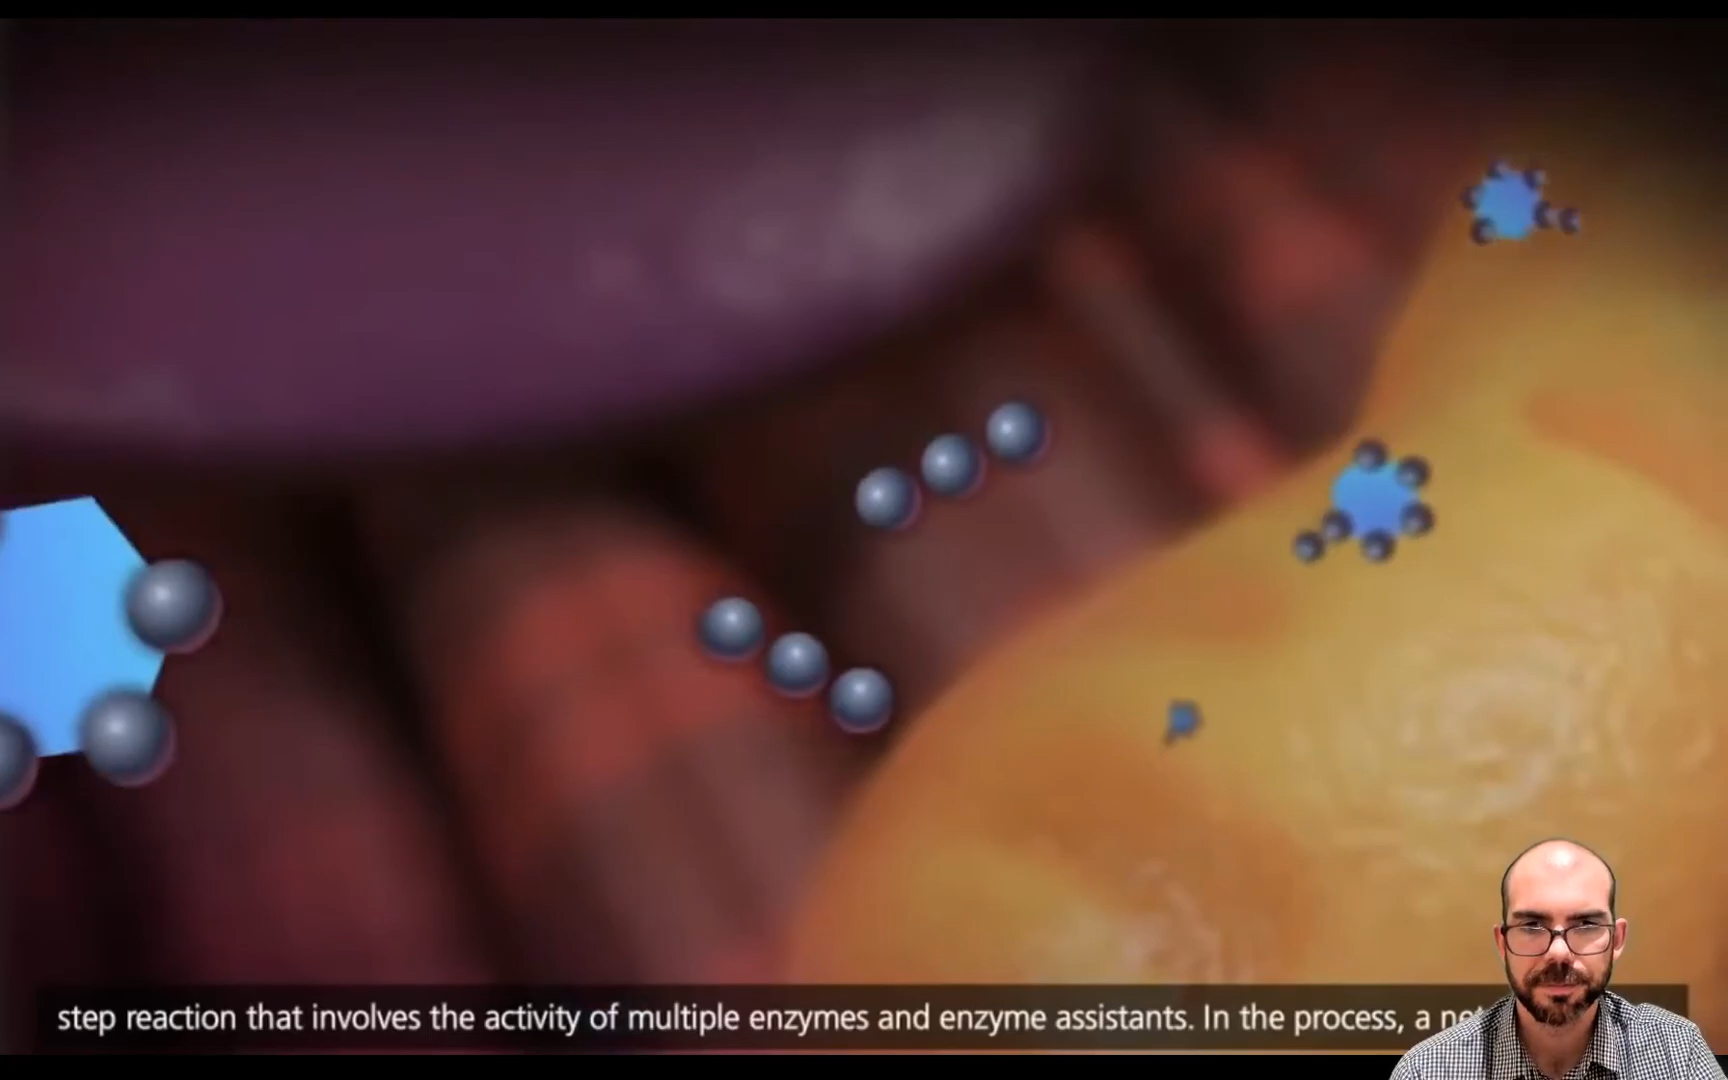 step reaction that involves the activity of multiple enzymes and enzyme assistants. In the process, a